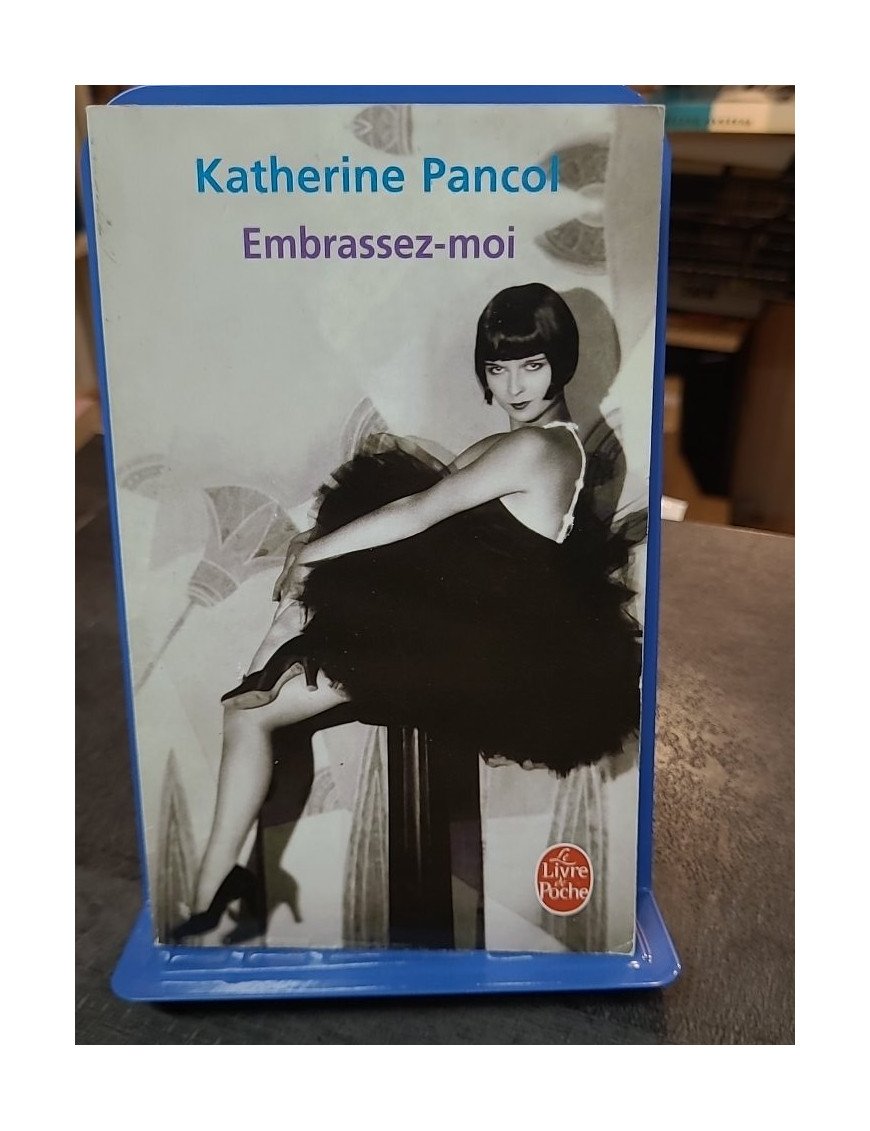 Katherine Pancol
Embrassez-moi
Le
Livre
de
Poche